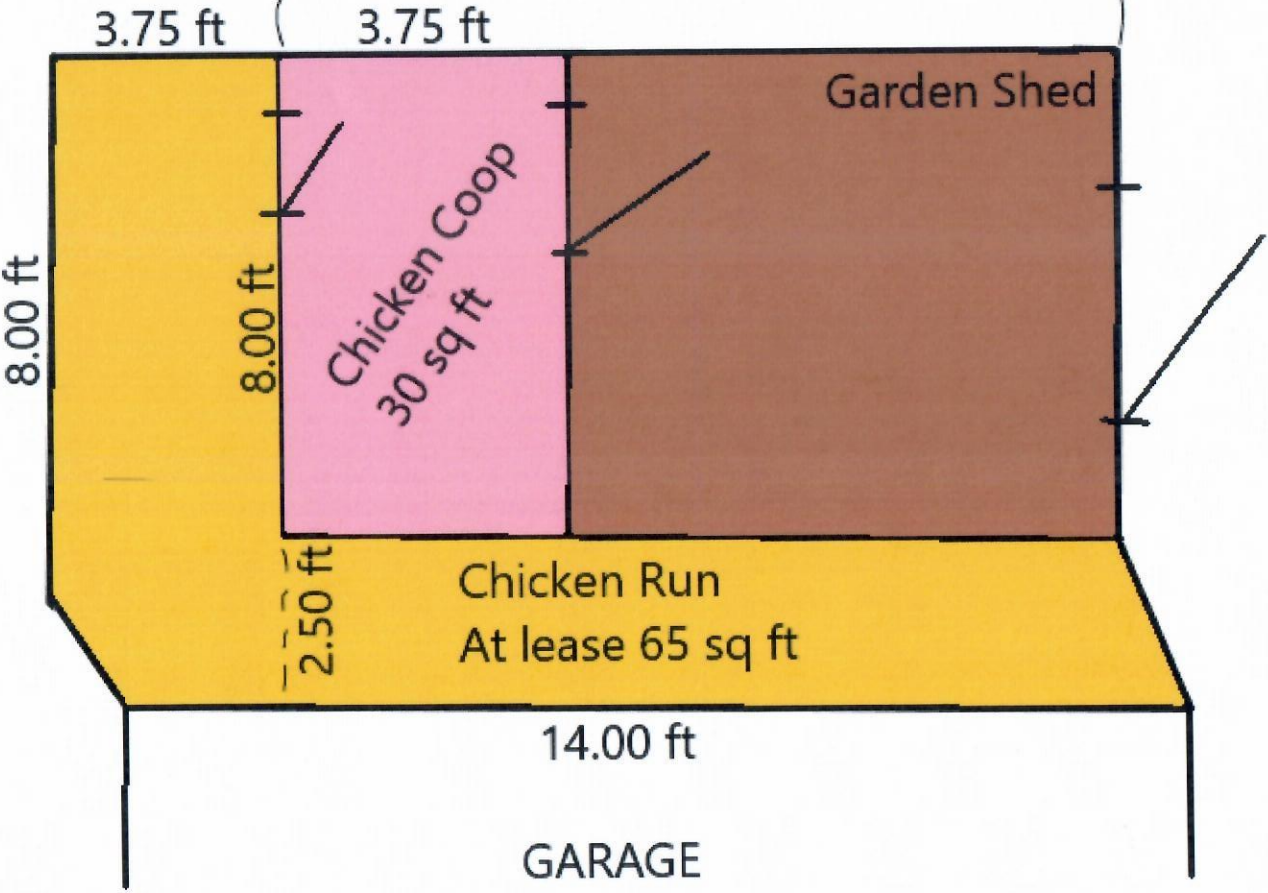 3.75 ft
3.75 ft
Garden Shed
8.00 ft
8.00 ft
Chicken Coop
30 sq ft
2.50 ft
Chicken Run
At lease 65 sq ft
14.00 ft
GARAGE